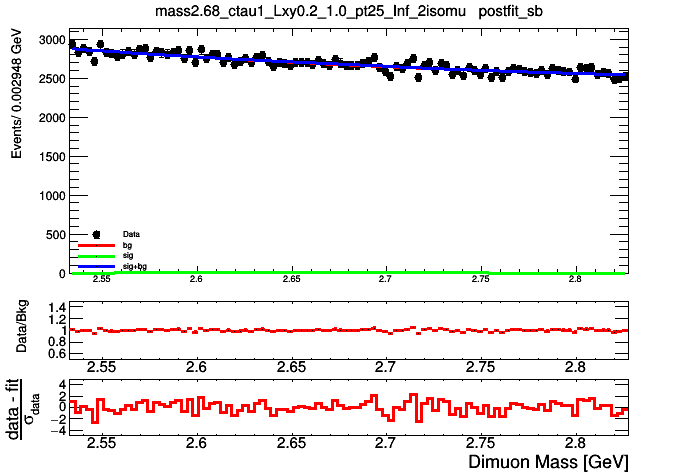 mass2.68_ctau1_Lxy0.2_1.0_pt25_Inf_2isomu postfit_sb
Events/ 0.002948 GeV
3000
2500
2000
1500
1000
500
0
Data
bg
sig
sig+bg
2.55 2.6 2.65 2.7 2.75 2.8
Data/Bkg
1.4
1.2
1
0.8
0.6
2.55 2.6 2.65 2.7 2.75 2.8
data - fit
σdata
4
2
0
−2
−4
2.55 2.6 2.65 2.7 2.75 2.8
Dimuon Mass [GeV]